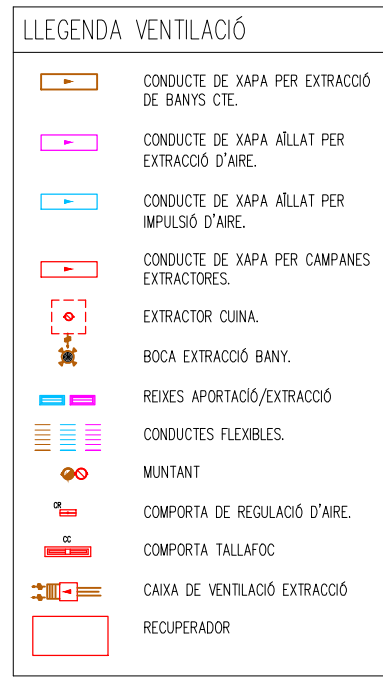 LLEGENDA VENTILACIÓ
CONDUCTE DE XAPA PER EXTRACCIÓ
DE BANYS CTE.
CONDUCTE DE XAPA AÏLLAT PER
EXTRACCIÓ D'AIRE.
CONDUCTE DE XAPA AÏLLAT PER
IMPULSIÓ D'AIRE.
CONDUCTE DE XAPA PER CAMPANES
EXTRACTORES.
EXTRACTOR CUINA.
BOCA EXTRACCIÓ BANY.
REIXES APORTACÍÓ/EXTRACCIÓ
CONDUCTES FLEXIBLES.
MUNTANT
CR
COMPORTA DE REGULACIÓ D'AIRE.
CC
COMPORTA TALLAFOC
CAIXA DE VENTILACIÓ EXTRACCIÓ
RECUPERADOR